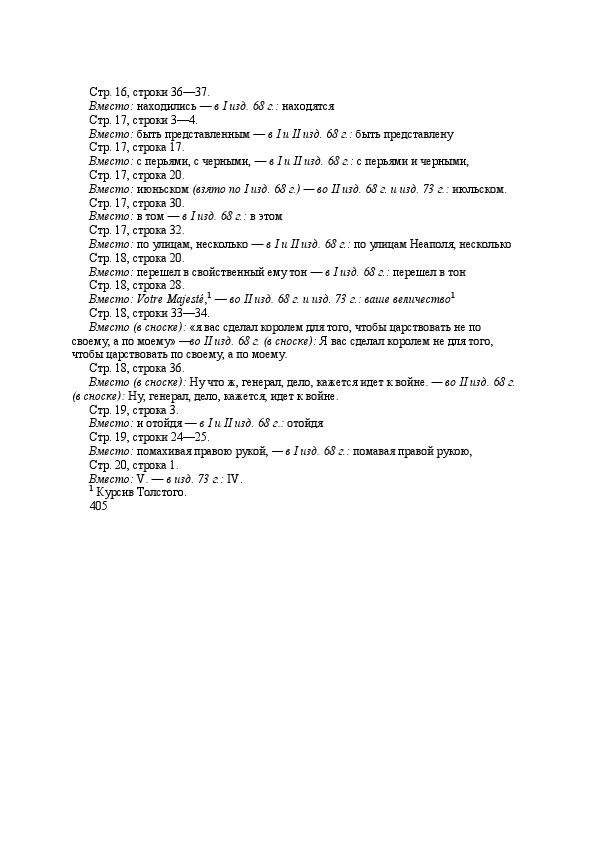 Стр. 16, строки 36—37.
Вместо: находились — в I изд. 68 г.: находятся
Стр. 17, строки 3—4.
Вместо: быть представленным — в I и II изд. 68 г.: быть представлену
Стр. 17, строка 17.
Вместо: с перьями, с черными, — в I и II изд. 68 г.: с перьями и черными,
Стр. 17, строка 20.
Вместо: июньском (взято по I изд. 68 г.) — во II изд. 68 г. и изд. 73 г.: июльском.
Стр. 17, строка 30.
Вместо: в том — в I изд. 68 г.: в этом
Стр. 17, строка 32.
Вместо: по улицам, несколько — в I и II изд. 68 г.: по улицам Неаполя, несколько
Стр. 18, строка 20.
Вместо: перешел в свойственный ему тон — в I изд. 68 г.: перешел в тон
Стр. 18, строка 28.
Вместо: Votre Majesté,¹ — во II изд. 68 г. и изд. 73 г.: ваше величество¹
Стр. 18, строки 33—34.
Вместо (в сноске): «я вас сделал королем для того, чтобы царствовать не по
своему, а по моему» —во II изд. 68 г. (в сноске): Я вас сделал королем не для того,
чтобы царствовать по своему, а по моему.
Стр. 18, строка 36.
Вместо (в сноске): Ну что ж, генерал, дело, кажется идет к войне. — во II изд. 68 г.
(в сноске): Ну, генерал, дело, кажется, идет к войне.
Стр. 19, строка 3.
Вместо: и отойдя — в I и II изд. 68 г.: отойдя
Стр. 19, строки 24—25.
Вместо: помахивая правою рукой, — в I изд. 68 г.: помавая правой рукою,
Стр. 20, строка 1.
Вместо: V. — в изд. 73 г.: IV.
¹ Курсив Толстого.
405